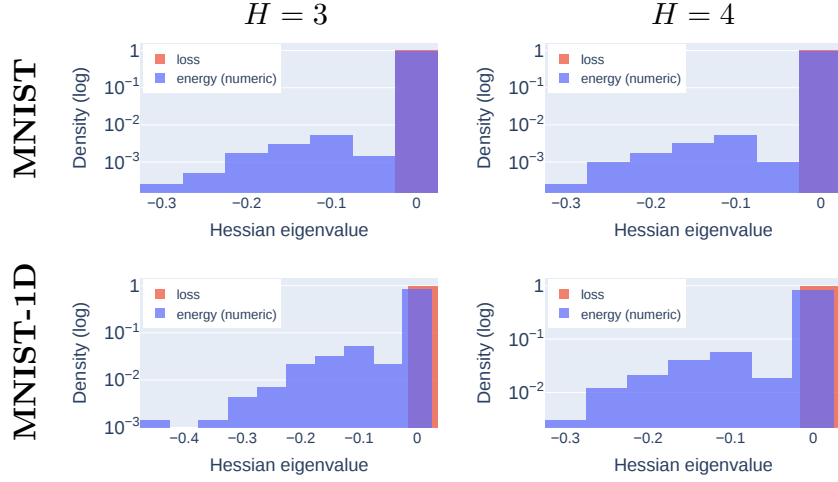 H = 3
H = 4
MNIST
Density (log)
1
10⁻¹
10⁻²
10⁻³
loss
energy (numeric)
−0.3
−0.2
−0.1
0
Hessian eigenvalue
Density (log)
1
10⁻¹
10⁻²
10⁻³
loss
energy (numeric)
−0.3
−0.2
−0.1
0
Hessian eigenvalue
MNIST-1D
Density (log)
1
10⁻¹
10⁻²
10⁻³
loss
energy (numeric)
−0.4
−0.3
−0.2
−0.1
0
Hessian eigenvalue
Density (log)
1
10⁻¹
10⁻²
loss
energy (numeric)
−0.3
−0.2
−0.1
0
Hessian eigenvalue